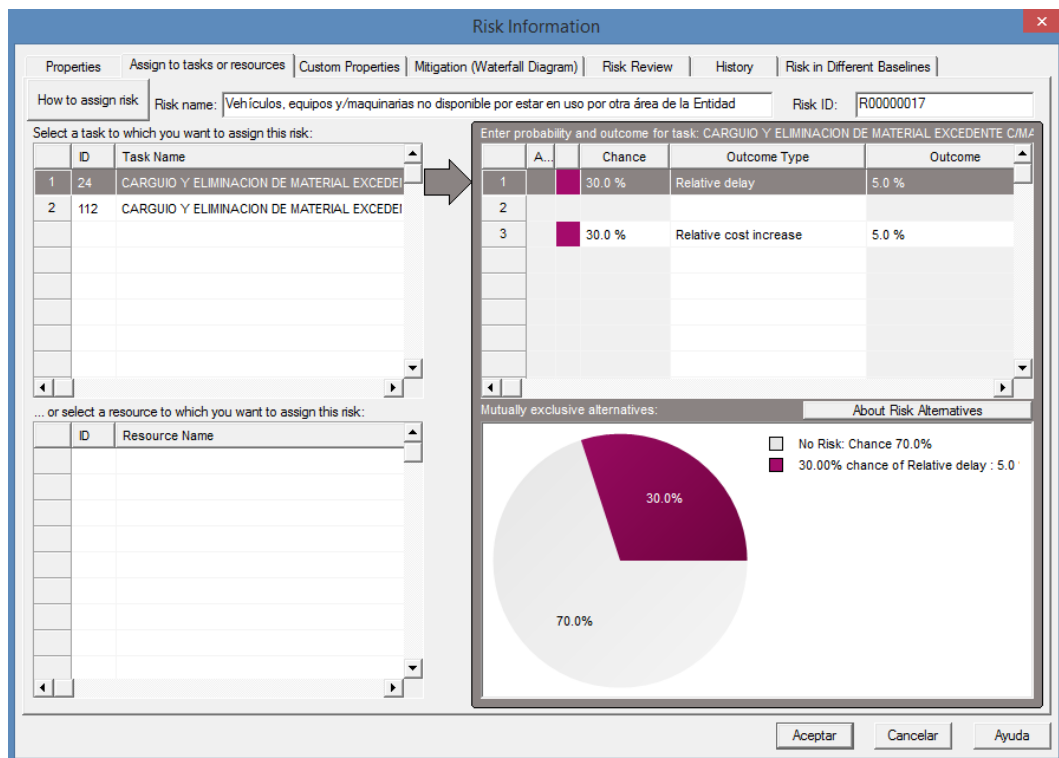 Risk Information
Properties Assign to tasks or resources Custom Properties Mitigation (Waterfall Diagram) Risk Review History Risk in Different Baselines
How to assign risk Risk name: Vehículos, equipos y/maquinarias no disponible por estar en uso por otra área de la Entidad Risk ID: R00000017
Select a task to which you want to assign this risk:
ID Task Name
1 24 CARGUIO Y ELIMINACION DE MATERIAL EXCEDEI
2 112 CARGUIO Y ELIMINACION DE MATERIAL EXCEDEI
Enter probability and outcome for task: CARGUIO Y ELIMINACION DE MATERIAL EXCEDENTE C/MA
A... Chance Outcome Type Outcome
1 30.0 % Relative delay 5.0 %
2
3 30.0 % Relative cost increase 5.0 %
... or select a resource to which you want to assign this risk:
ID Resource Name
Mutually exclusive alternatives: About Risk Alternatives
No Risk: Chance 70.0%
30.00% chance of Relative delay : 5.0
30.0%
70.0%
Aceptar Cancelar Ayuda